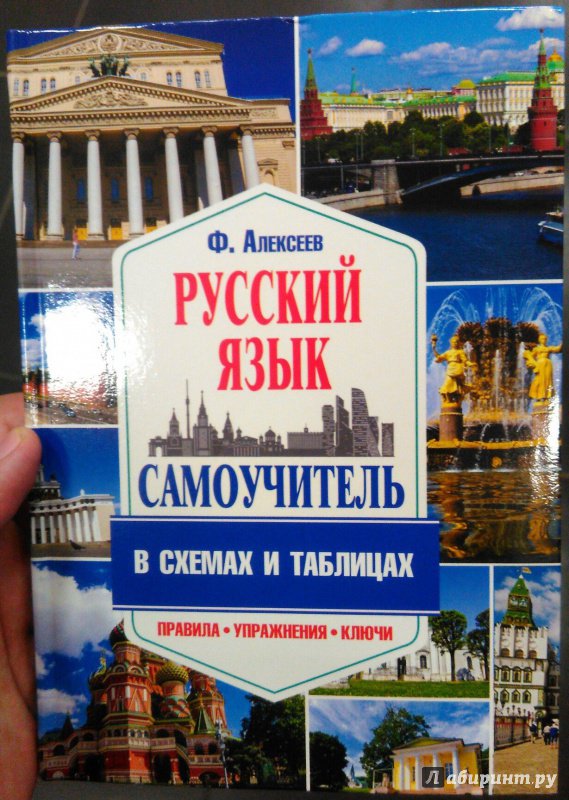 Ф. Алексеев
Русский
язык
самоучитель
в схемах и таблицах
правила • упражнения • ключи
Лабиринт.ру